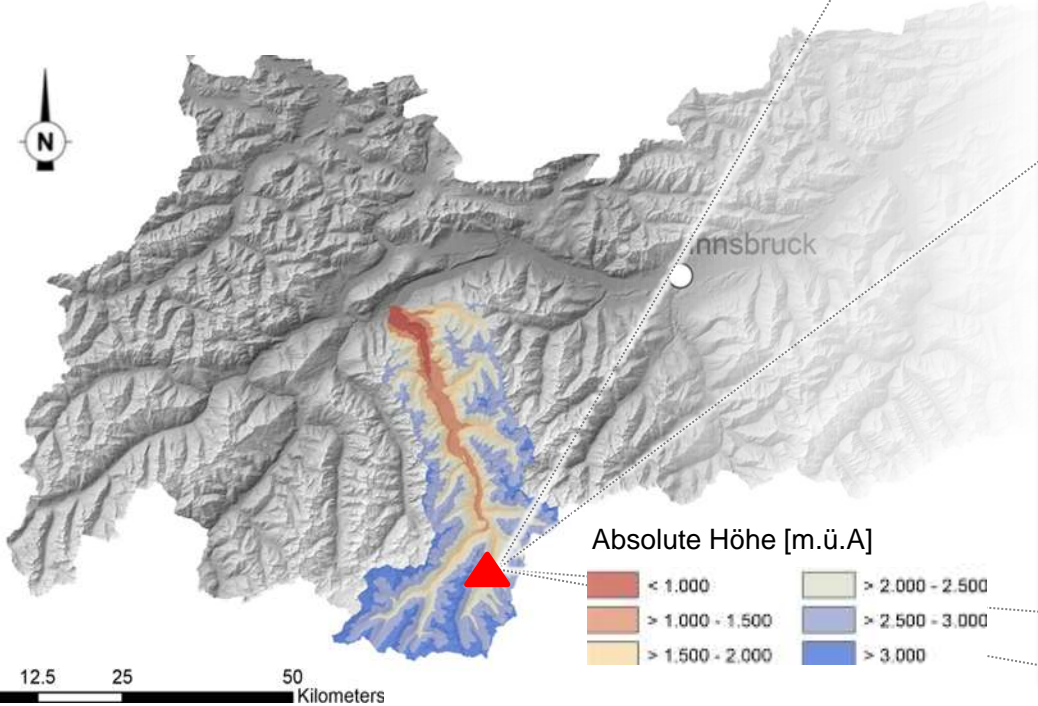 N
nnsbruck
Absolute Höhe [m.ü.A]
< 1.000
> 1.000 - 1.500
> 1.500 - 2.000
> 2.000 - 2.500
> 2.500 - 3.000
> 3.000
12.5 25 50
Kilometers